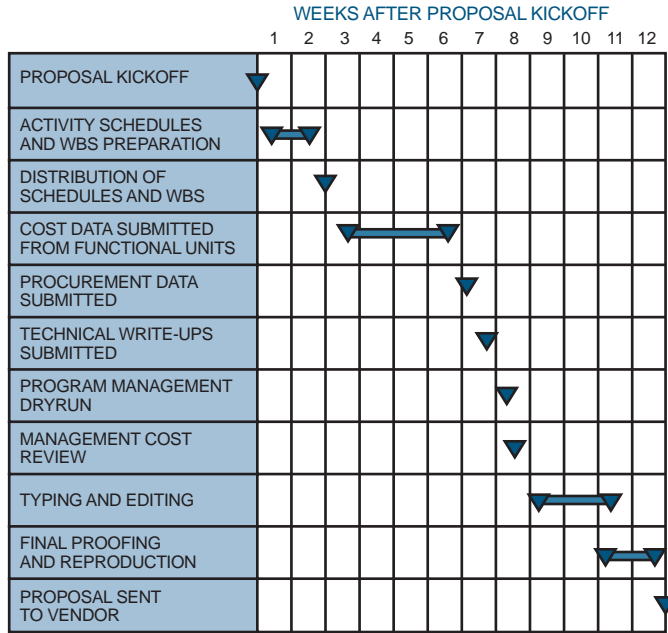 WEEKS AFTER PROPOSAL KICKOFF
1 2 3 4 5 6 7 8 9 10 11 12
PROPOSAL KICKOFF
ACTIVITY SCHEDULES
AND WBS PREPARATION
DISTRIBUTION OF
SCHEDULES AND WBS
COST DATA SUBMITTED
FROM FUNCTIONAL UNITS
PROCUREMENT DATA
SUBMITTED
TECHNICAL WRITE-UPS
SUBMITTED
PROGRAM MANAGEMENT
DRYRUN
MANAGEMENT COST
REVIEW
TYPING AND EDITING
FINAL PROOFING
AND REPRODUCTION
PROPOSAL SENT
TO VENDOR